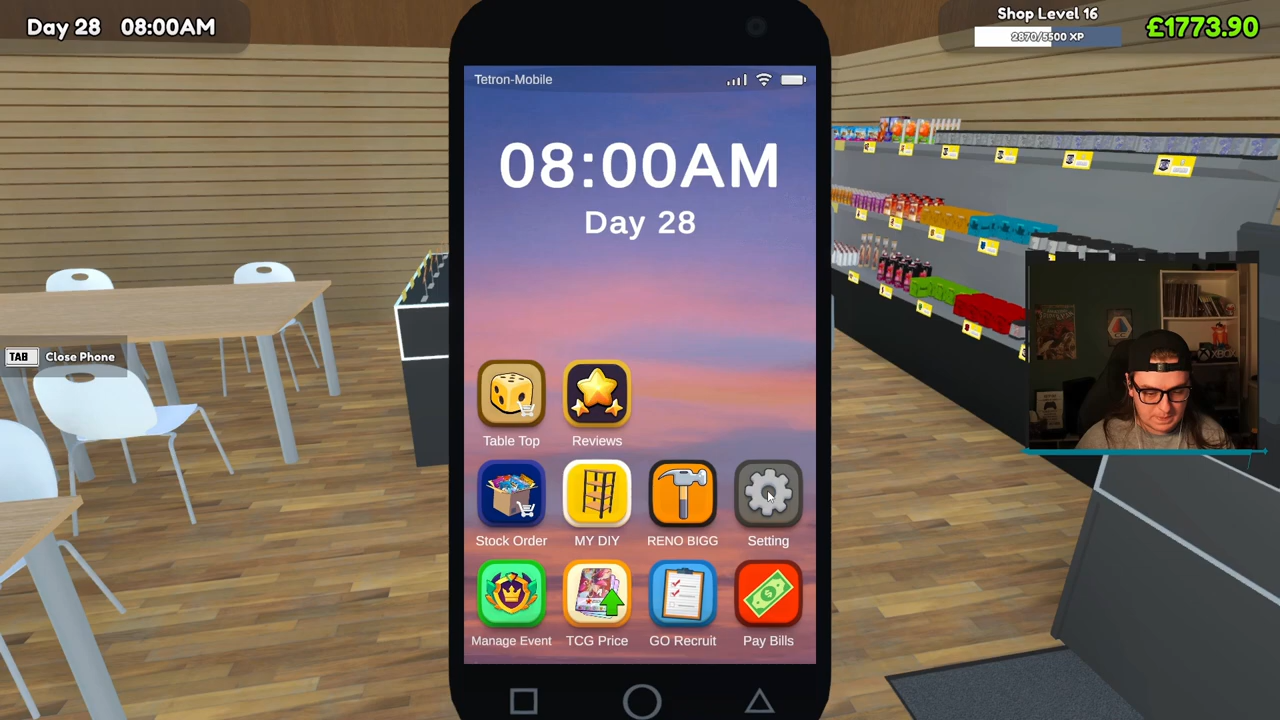 Day 28 08:00AM
Shop Level 16
2870/5500 XP
£1773.90
Tetron-Mobile
08:00AM
Day 28
TAB Close Phone
Table Top
Reviews
Stock Order
MY DIY
RENO BIGG
Setting
Manage Event
TCG Price
GO Recruit
Pay Bills